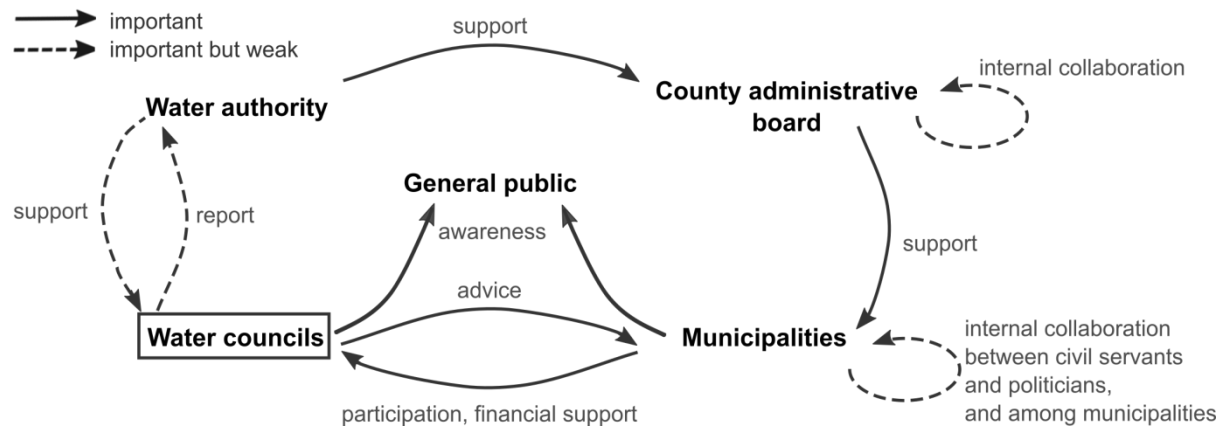 important
important but weak
support
internal collaboration
Water authority
County administrative
board
General public
support
report
awareness
support
advice
Water councils
Municipalities
internal collaboration
between civil servants
and politicians,
and among municipalities
participation, financial support